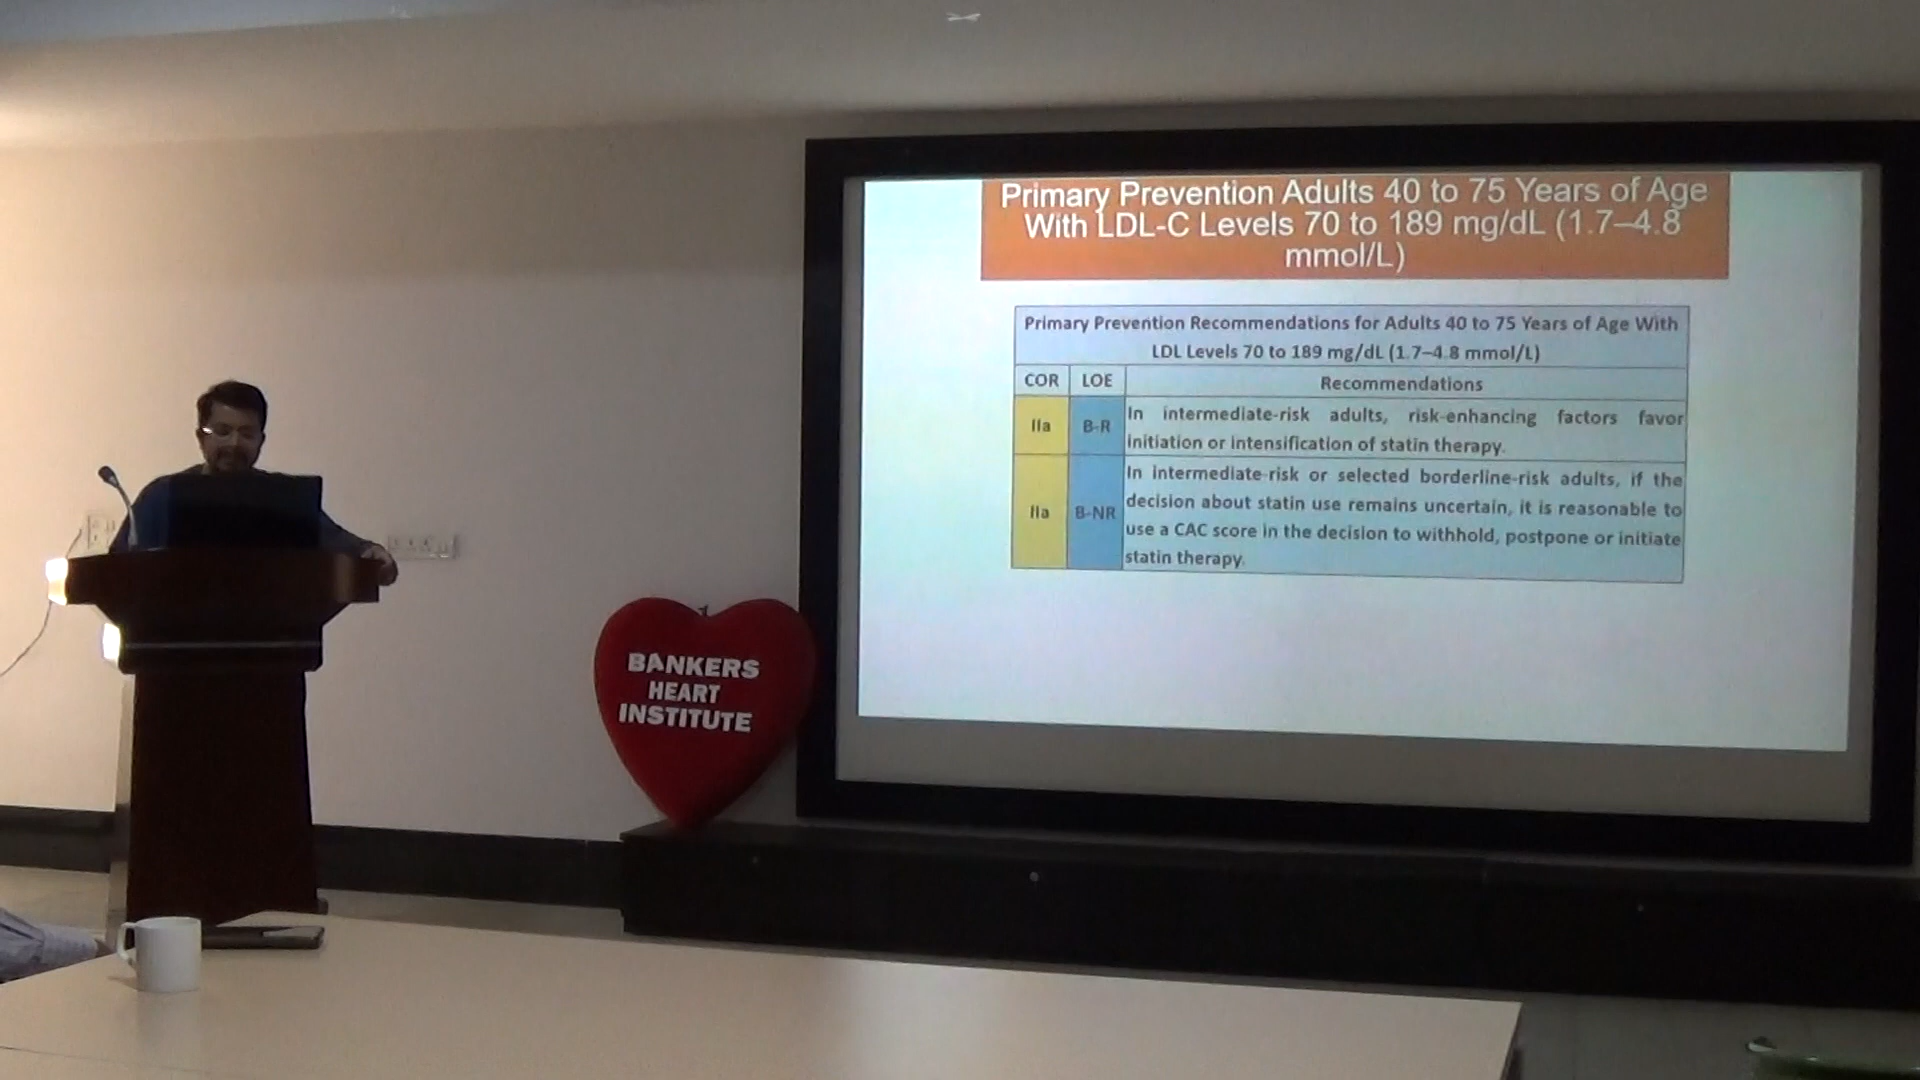 Primary Prevention Adults 40 to 75 Years of Age
With LDL-C Levels 70 to 189 mg/dL (1.7–4.8
mmol/L)
Primary Prevention Recommendations for Adults 40 to 75 Years of Age With
LDL Levels 70 to 189 mg/dL (1.7–4.8 mmol/L)
COR LOE Recommendations
IIa B-R In intermediate-risk adults, risk-enhancing factors favor
initiation or intensification of statin therapy.
IIa B-NR In intermediate-risk or selected borderline-risk adults, if the
decision about statin use remains uncertain, it is reasonable to
use a CAC score in the decision to withhold, postpone or initiate
statin therapy.
BANKERS
HEART
INSTITUTE